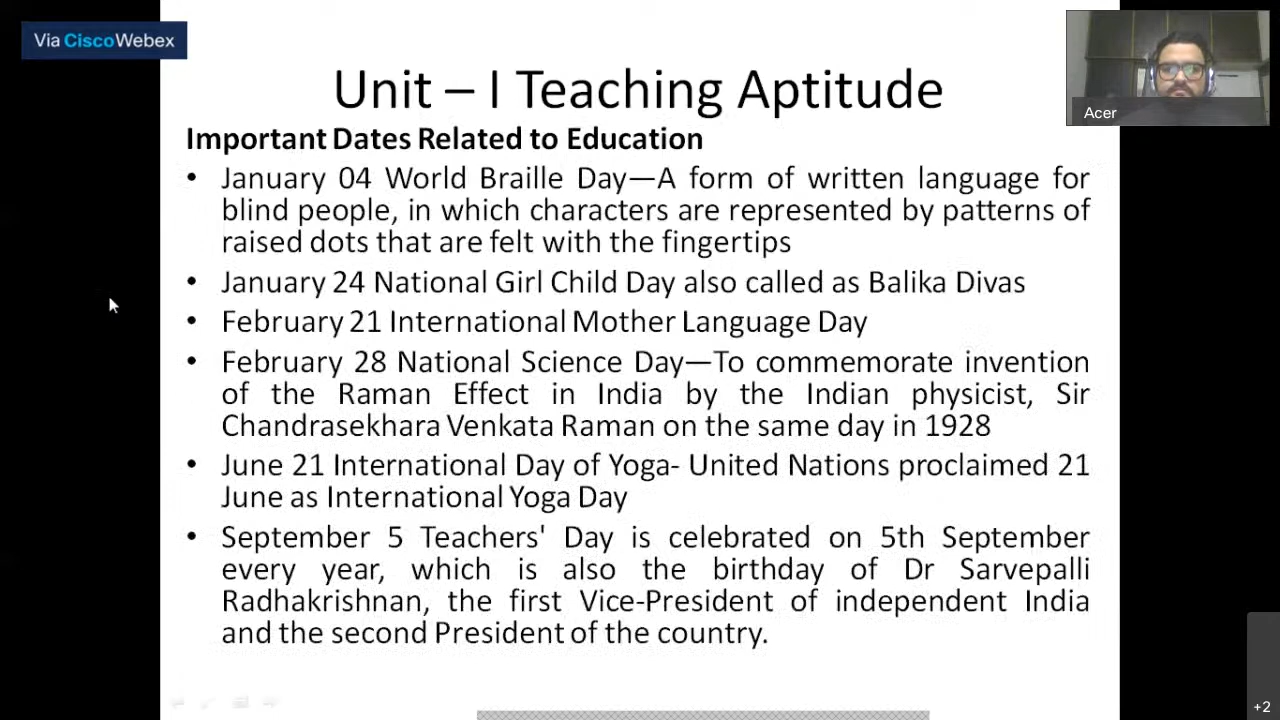 Via CiscoWebex
Acer
Unit – I Teaching Aptitude
Important Dates Related to Education
• January 04 World Braille Day—A form of written language for
blind people, in which characters are represented by patterns of
raised dots that are felt with the fingertips
• January 24 National Girl Child Day also called as Balika Divas
• February 21 International Mother Language Day
• February 28 National Science Day—To commemorate invention
of the Raman Effect in India by the Indian physicist, Sir
Chandrasekhara Venkata Raman on the same day in 1928
• June 21 International Day of Yoga- United Nations proclaimed 21
June as International Yoga Day
• September 5 Teachers' Day is celebrated on 5th September
every year, which is also the birthday of Dr Sarvepalli
Radhakrishnan, the first Vice-President of independent India
and the second President of the country.
+2